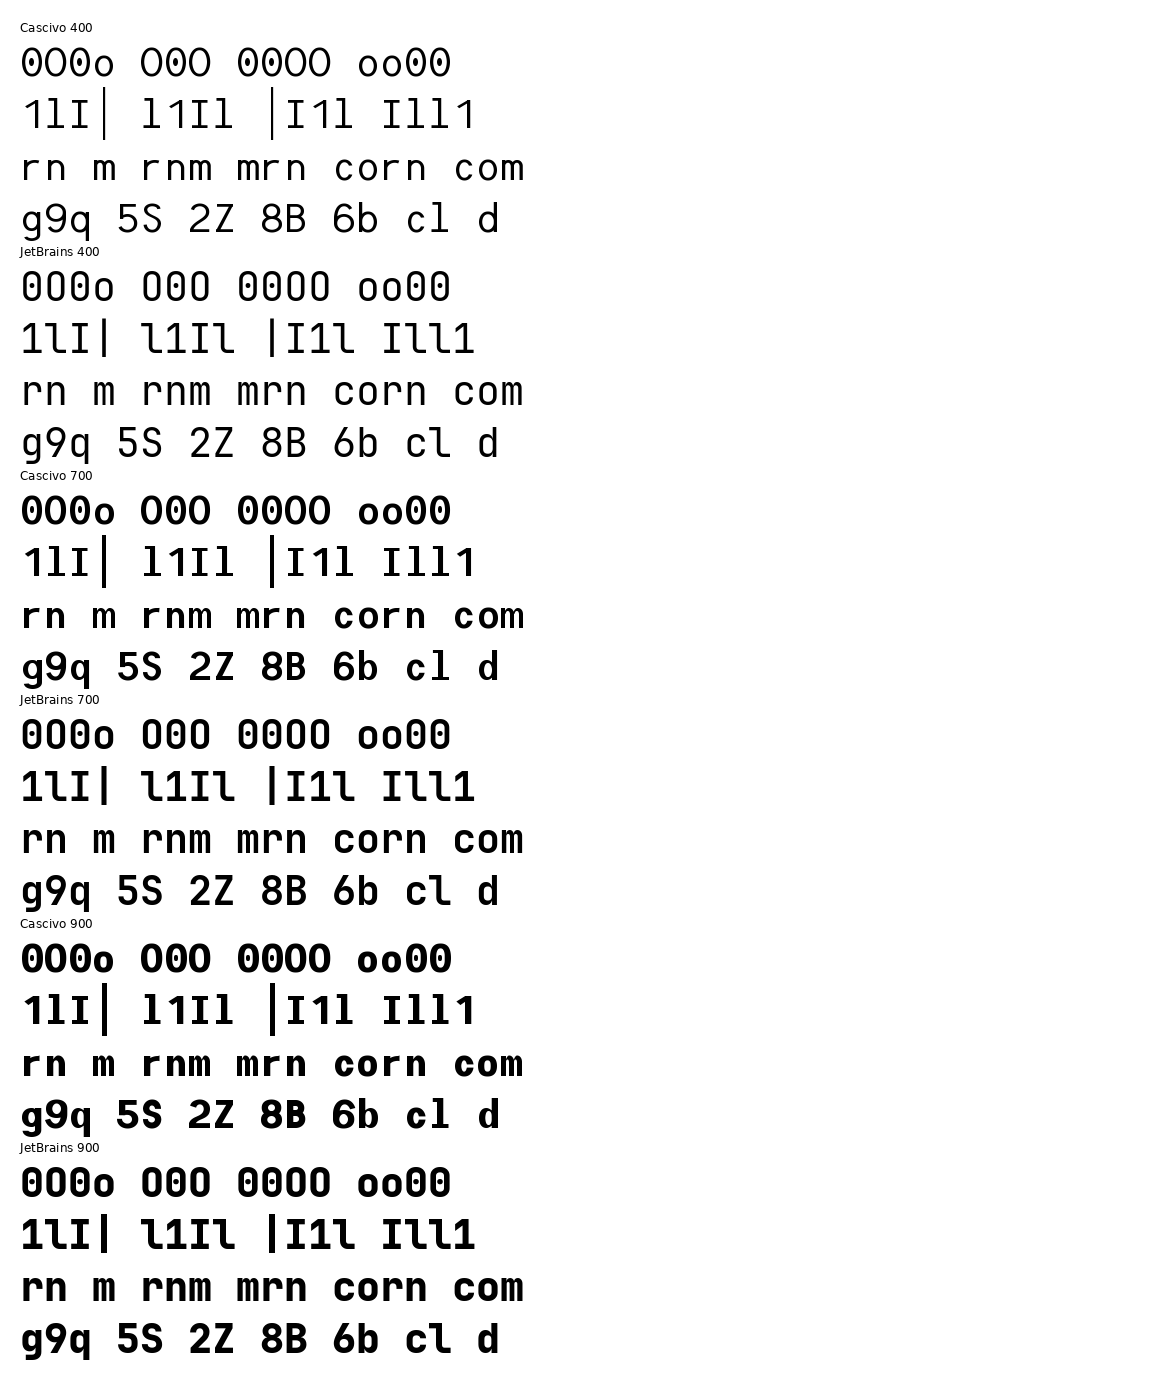 Cascivo 400
0O0o O0O 00OO oo00
1lI| l1Il |I1l Ill1
rn m rnm mrn corn com
g9q 5S 2Z 8B 6b cl d
JetBrains 400
0O0o O0O 00OO oo00
1lI| l1Il |I1l Ill1
rn m rnm mrn corn com
g9q 5S 2Z 8B 6b cl d
Cascivo 700
0O0o O0O 00OO oo00
1lI| l1Il |I1l Ill1
rn m rnm mrn corn com
g9q 5S 2Z 8B 6b cl d
JetBrains 700
0O0o O0O 00OO oo00
1lI| l1Il |I1l Ill1
rn m rnm mrn corn com
g9q 5S 2Z 8B 6b cl d
Cascivo 900
0O0o O0O 00OO oo00
1lI| l1Il |I1l Ill1
rn m rnm mrn corn com
g9q 5S 2Z 8B 6b cl d
JetBrains 900
0O0o O0O 00OO oo00
1lI| l1Il |I1l Ill1
rn m rnm mrn corn com
g9q 5S 2Z 8B 6b cl d